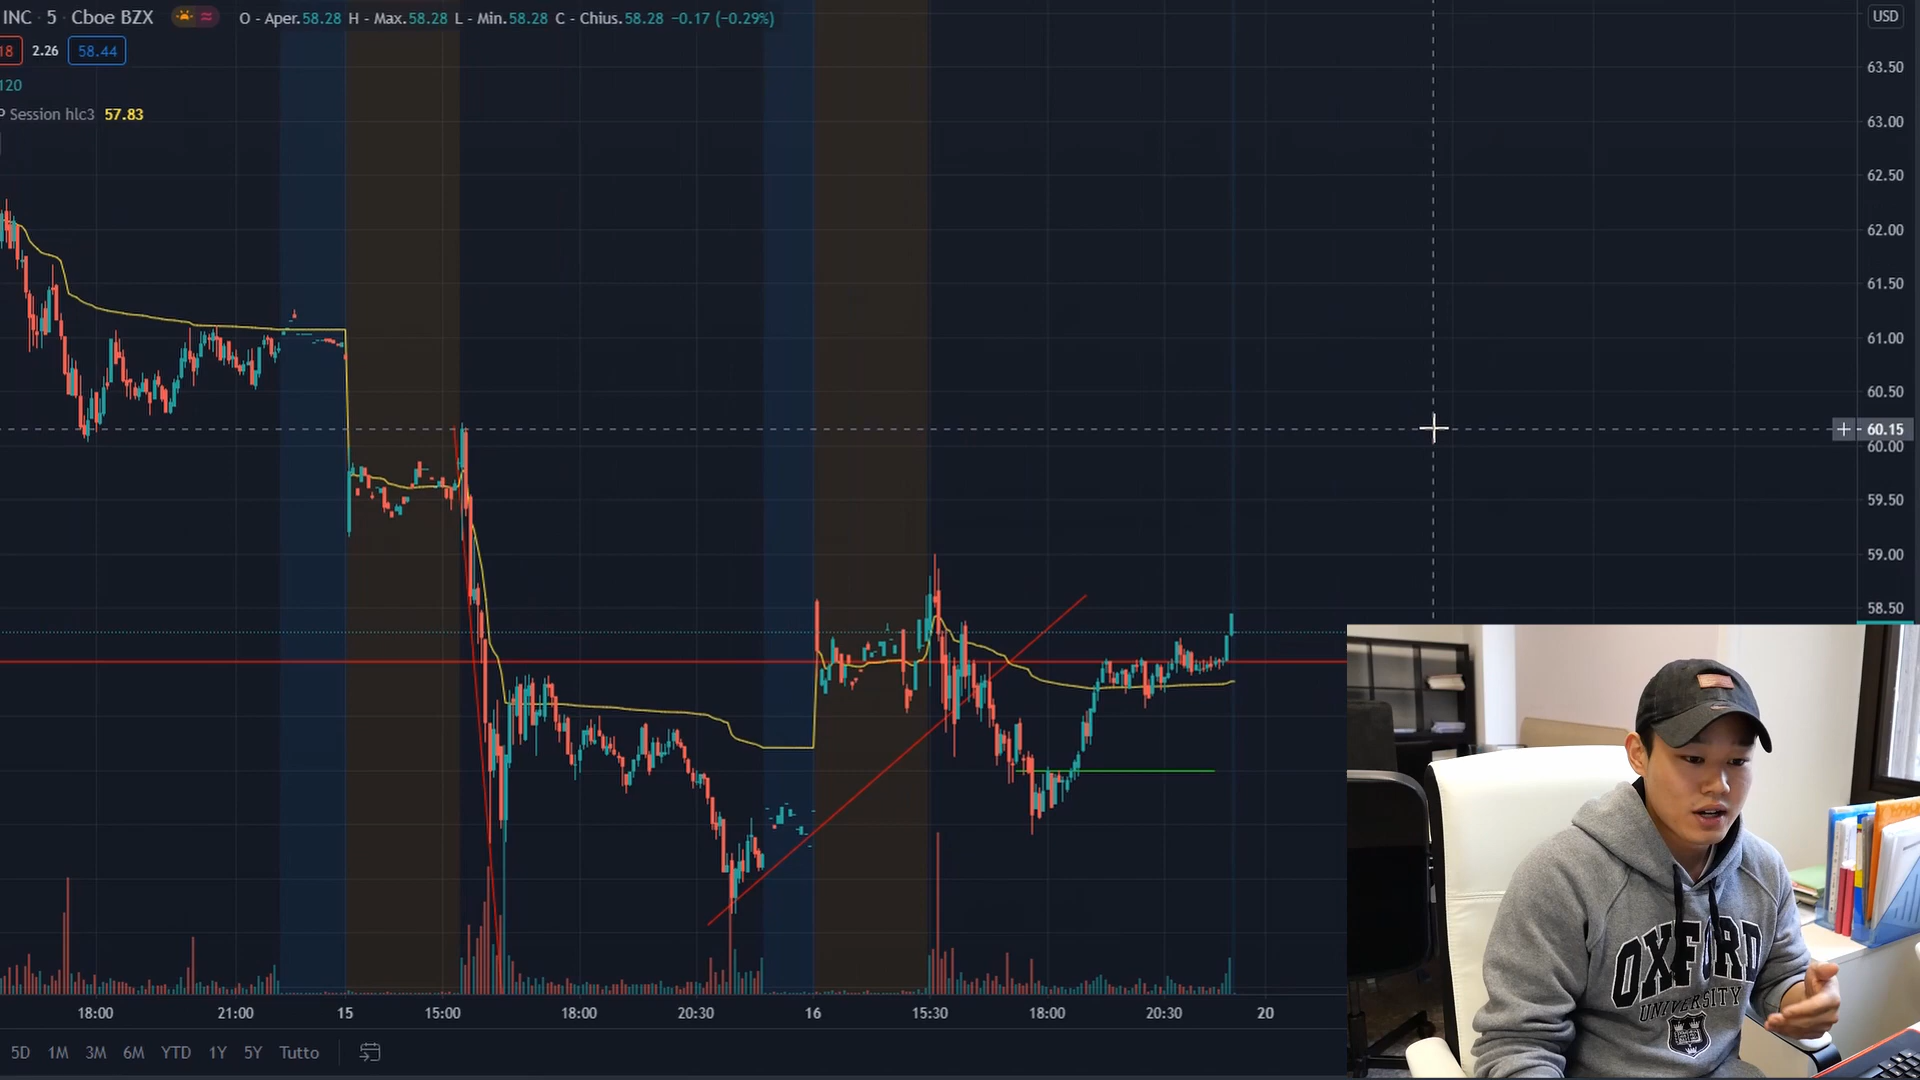 INC · 5 · Cboe BZX O - Aper.58.28 H - Max.58.28 L - Min.58.28 C - Chius.58.28 −0.17 (−0.29%)
18 2.26 58.44
120
P Session hlc3 57.83
USD
63.50
63.00
62.50
62.00
61.50
61.00
60.50
60.15
60.00
59.50
59.00
58.50
18:00 21:00 15 15:00 18:00 20:30 16 15:30 18:00 20:30 20
5D 1M 3M 6M YTD 1Y 5Y Tutto
OXFORD
UNIVERSITY